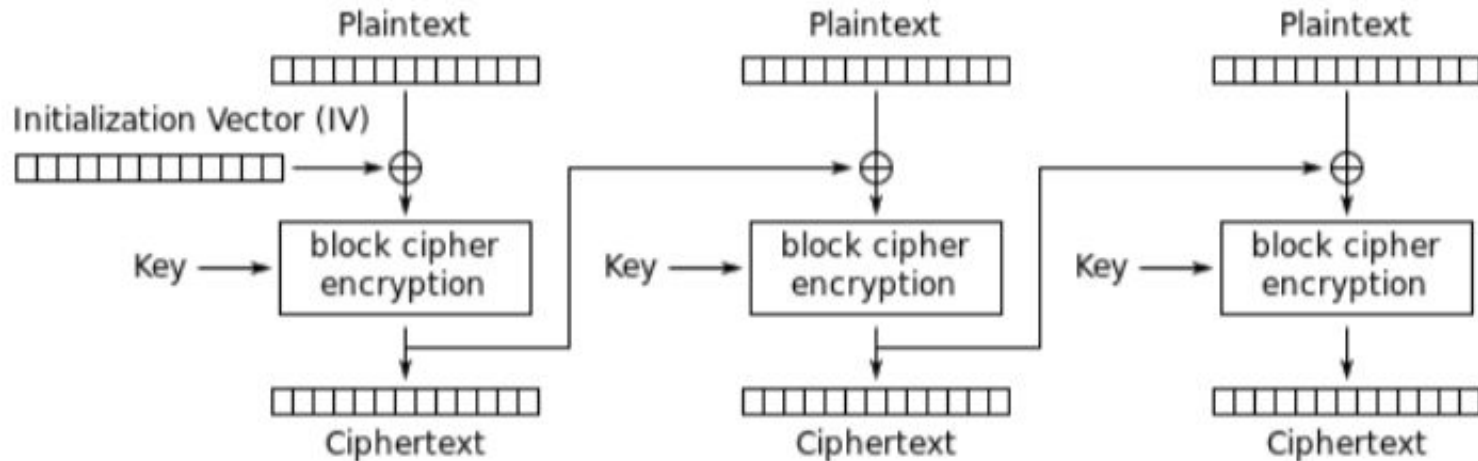 Plaintext
Plaintext
Plaintext
Initialization Vector (IV)
Key
block cipher
encryption
Key
block cipher
encryption
Key
block cipher
encryption
Ciphertext
Ciphertext
Ciphertext